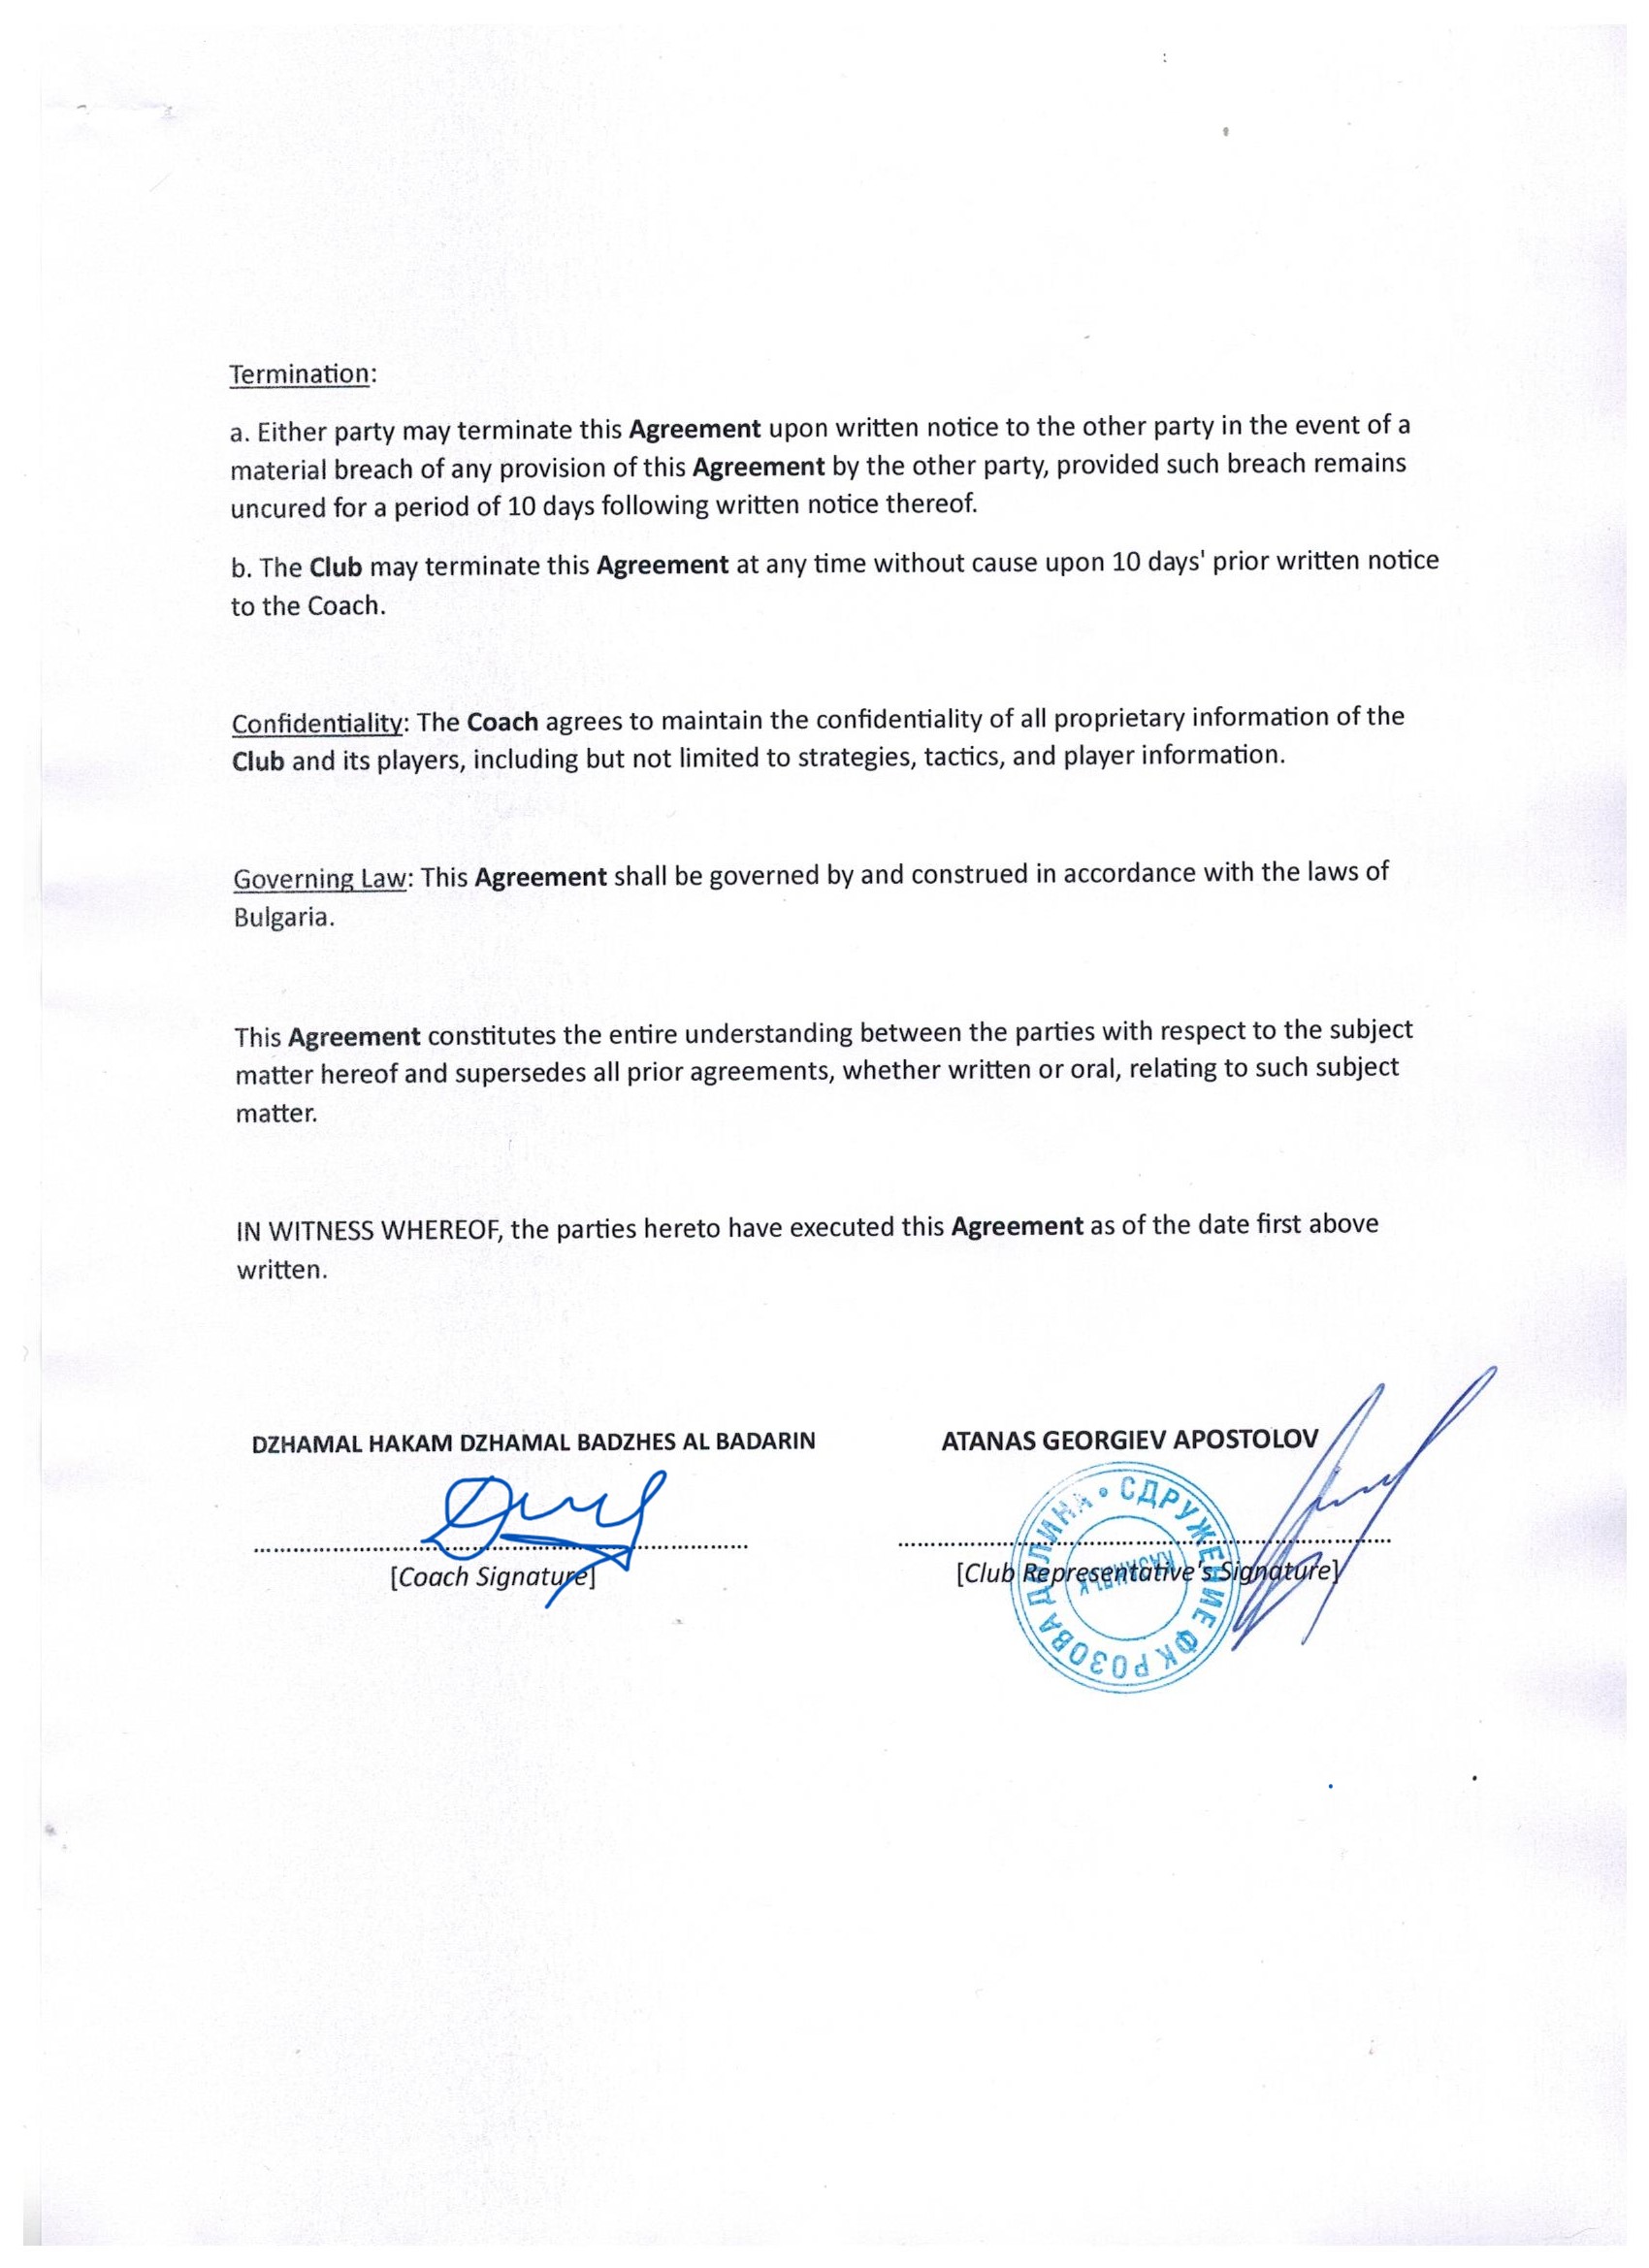 Termination:
a. Either party may terminate this Agreement upon written notice to the other party in the event of a
material breach of any provision of this Agreement by the other party, provided such breach remains
uncured for a period of 10 days following written notice thereof.
b. The Club may terminate this Agreement at any time without cause upon 10 days' prior written notice
to the Coach.
Confidentiality: The Coach agrees to maintain the confidentiality of all proprietary information of the
Club and its players, including but not limited to strategies, tactics, and player information.
Governing Law: This Agreement shall be governed by and construed in accordance with the laws of
Bulgaria.
This Agreement constitutes the entire understanding between the parties with respect to the subject
matter hereof and supersedes all prior agreements, whether written or oral, relating to such subject
matter.
IN WITNESS WHEREOF, the parties hereto have executed this Agreement as of the date first above
written.
DZHAMAL HAKAM DZHAMAL BADZHES AL BADARIN
ATANAS GEORGIEV APOSTOLOV
[Coach Signature]
[Club Representative's Signature]
СДРУЖЕНИЕ ФК РОЗОВА ДОЛИНА
КАЗАНЛЪК